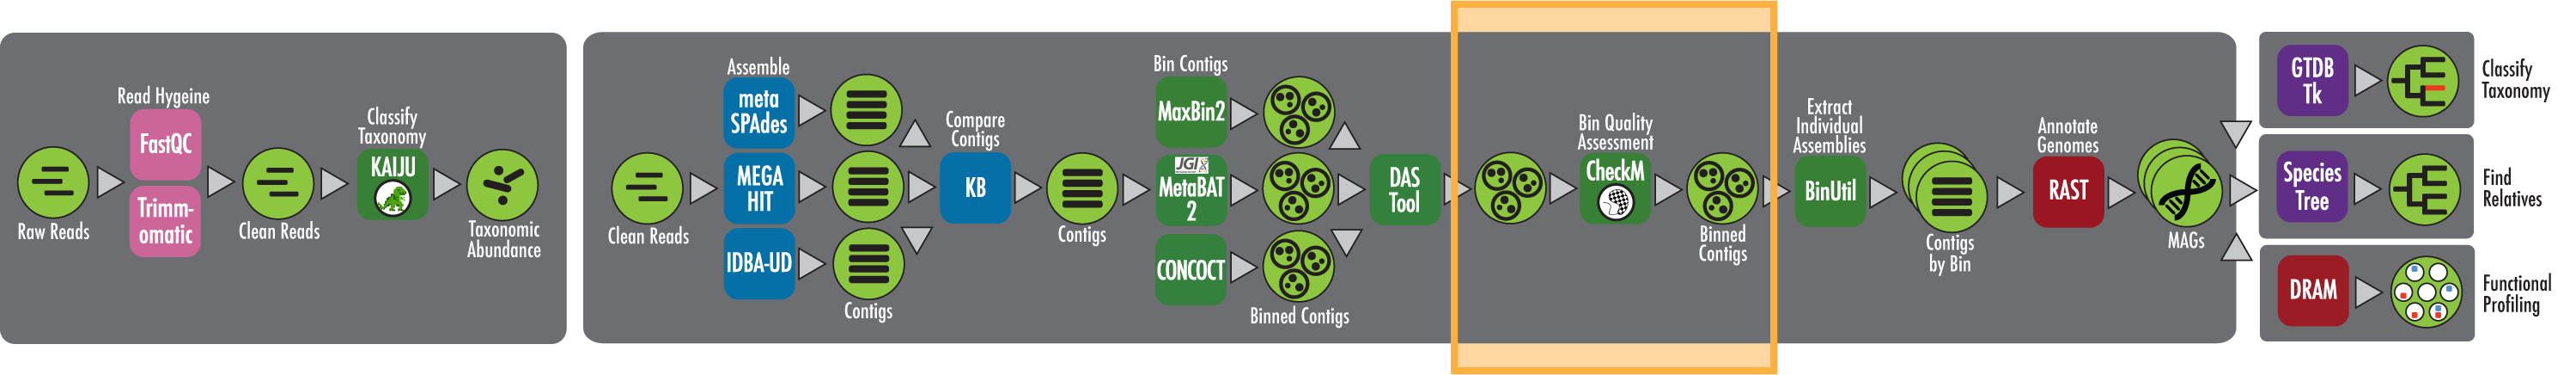 Raw Reads
Read Hygeine
FastQC
Trimm-
omatic
Clean Reads
Classify
Taxonomy
KAIJU
Taxonomic
Abundance
Clean Reads
Assemble
meta
SPAdes
MEGA
HIT
IDBA-UD
Contigs
Compare
Contigs
KB
Contigs
Bin Contigs
MaxBin2
JGI
MetaBAT
2
CONCOCT
Binned Contigs
DAS
Tool
Bin Quality
Assessment
CheckM
Binned
Contigs
Extract
Individual
Assemblies
BinUtil
Contigs
by Bin
Annotate
Genomes
RAST
MAGs
GTDB
Tk
Classify
Taxonomy
Species
Tree
Find
Relatives
DRAM
Functional
Profiling